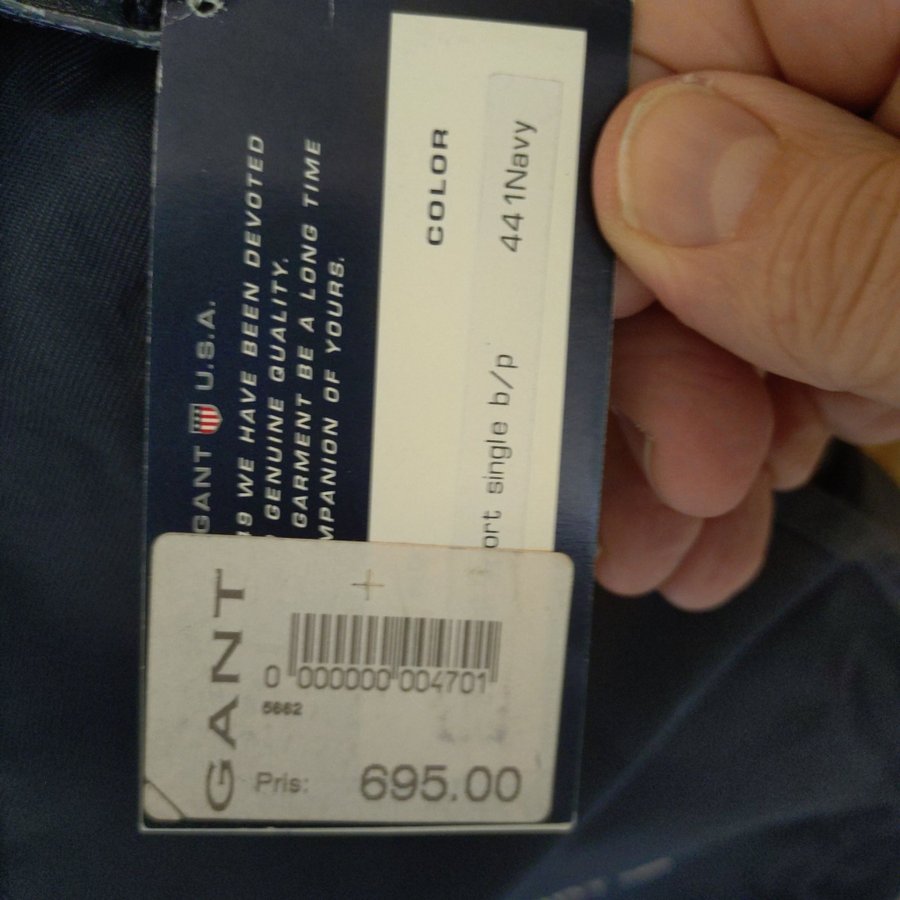 GANT U.S.A.
WE HAVE BEEN DEVOTED
GENUINE QUALITY.
GARMENT BE A LONG TIME
MPANION OF YOURS.
COLOR
ort single b/p 441Navy
GANT
0 000000 004701
5662
Pris: 695.00